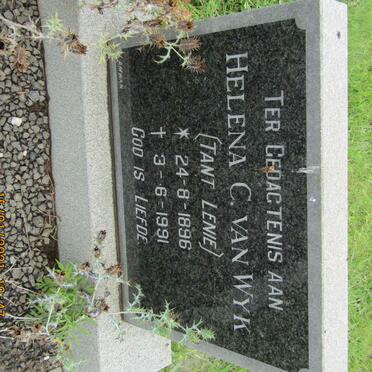 TER GEDAGTENIS AAN
HELENA C. VAN WYK
(TANT LENIE)
* 24-8-1896
† 3-6-1991
GOD IS LIEFDE